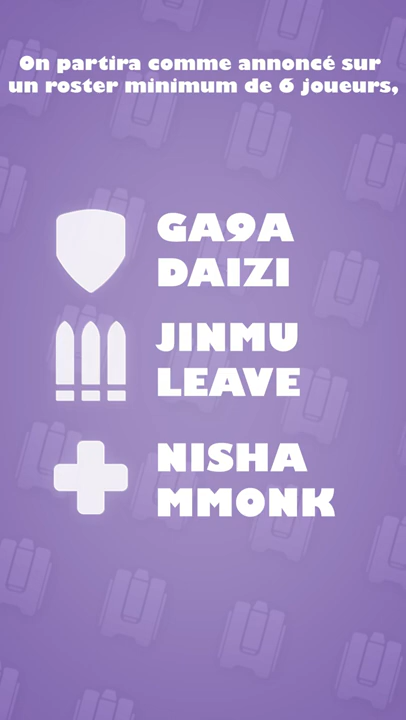 On partira comme annoncé sur
un roster minimum de 6 joueurs,
GA9A
DAIZI
JINMU
LEAVE
NISHA
MMONK